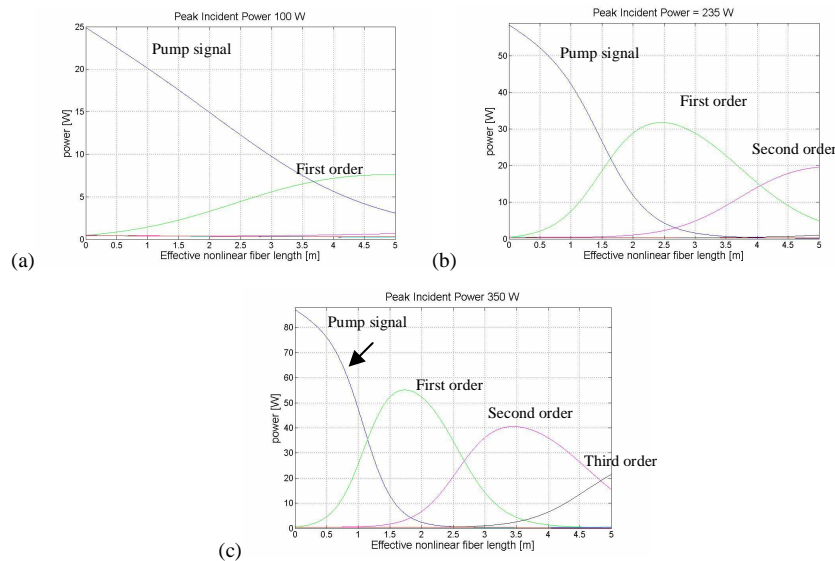 Peak Incident Power 100 W
25
20
15
10
5
0
power [W]
Pump signal
First order
0 0.5 1 1.5 2 2.5 3 3.5 4 4.5 5
Effective nonlinear fiber length [m]
(a)
Peak Incident Power = 235 W
50
40
30
20
10
0
power [W]
Pump signal
First order
Second order
0 0.5 1 1.5 2 2.5 3 3.5 4 4.5 5
Effective nonlinear fiber length [m]
(b)
Peak Incident Power 350 W
80
70
60
50
40
30
20
10
0
power [W]
Pump signal
First order
Second order
Third order
0 0.5 1 1.5 2 2.5 3 3.5 4 4.5 5
Effective nonlinear fiber length [m]
(c)